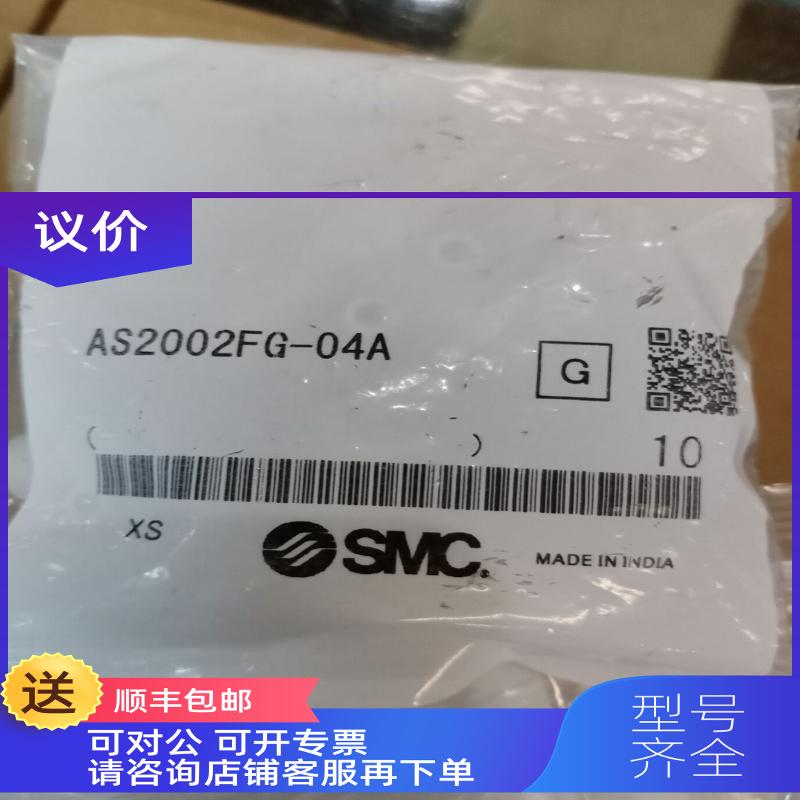 议价
AS2002FG-04A
G
( )
10
XS
SMC.
MADE IN INDIA
送
顺丰包邮
可对公 可开专票
请咨询店铺客服再下单
型号
齐全